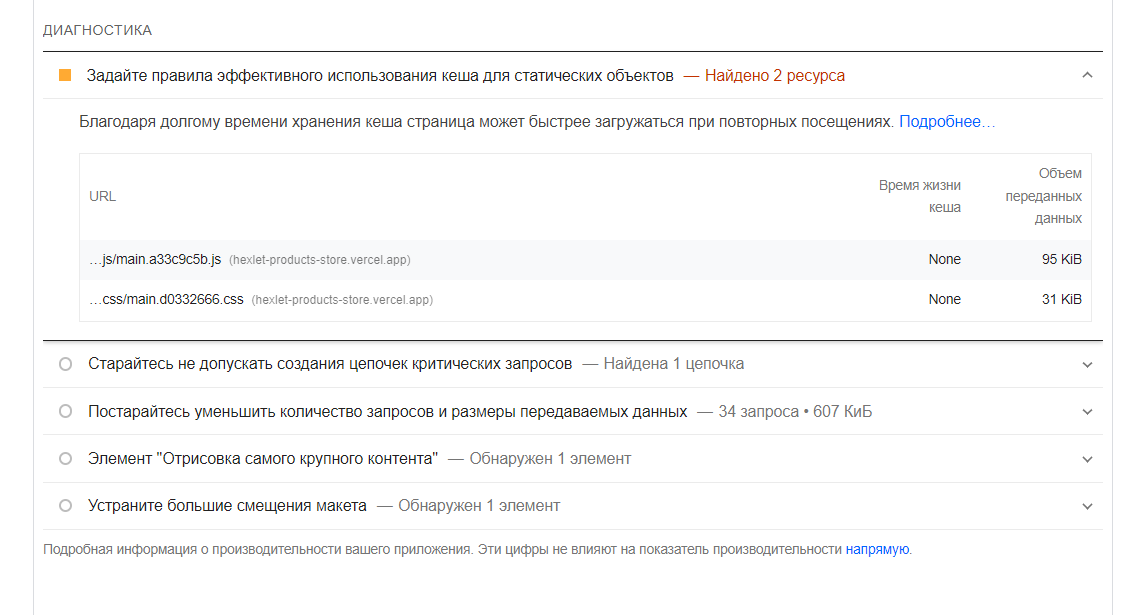 ДИАГНОСТИКА
Задайте правила эффективного использования кеша для статических объектов — Найдено 2 ресурса
Благодаря долгому времени хранения кеша страница может быстрее загружаться при повторных посещениях. Подробнее…
URL
Время жизни
кеша
Объем
переданных
данных
…js/main.a33c9c5b.js (hexlet-products-store.vercel.app) None 95 KiB
…css/main.d0332666.css (hexlet-products-store.vercel.app) None 31 KiB
Старайтесь не допускать создания цепочек критических запросов — Найдена 1 цепочка
Постарайтесь уменьшить количество запросов и размеры передаваемых данных — 34 запроса • 607 КиБ
Элемент "Отрисовка самого крупного контента" — Обнаружен 1 элемент
Устраните большие смещения макета — Обнаружен 1 элемент
Подробная информация о производительности вашего приложения. Эти цифры не влияют на показатель производительности напрямую.